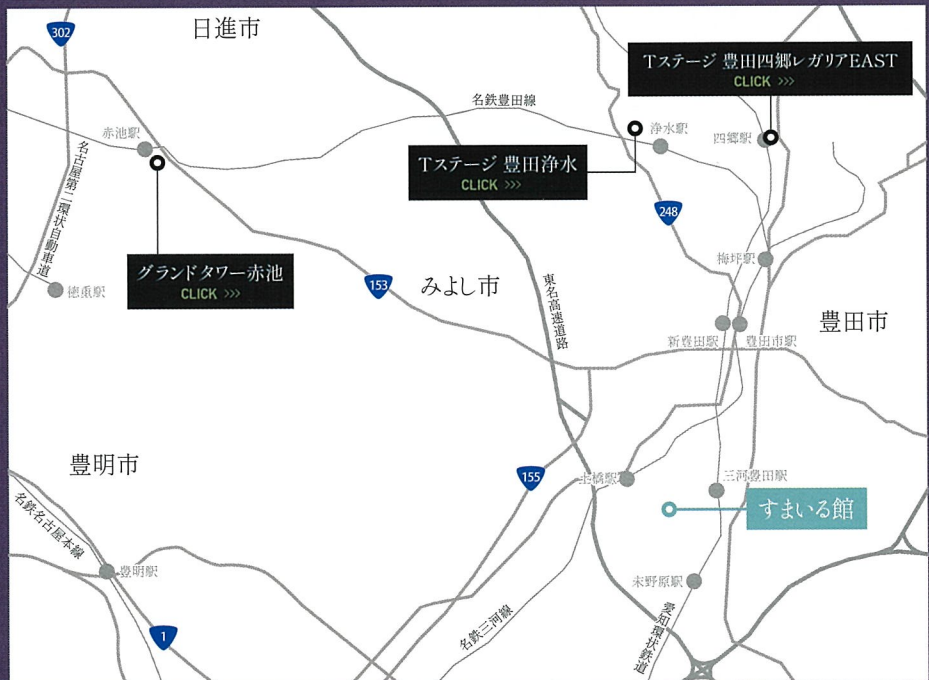 302
日進市
Tステージ 豊田四郷レガリアEAST
CLICK >>>
名鉄豊田線
赤池駅
浄水駅
四郷駅
名古屋第二環状自動車道
Tステージ 豊田浄水
CLICK >>>
248
グランドタワー赤池
CLICK >>>
徳重駅
153
みよし市
東名高速道路
梅坪駅
豊田市
新豊田駅
豊田市駅
豊明市
155
土橋駅
三河豊田駅
すまいる館
名鉄名古屋本線
豊明駅
末野原駅
1
名鉄三河線
愛知環状鉄道